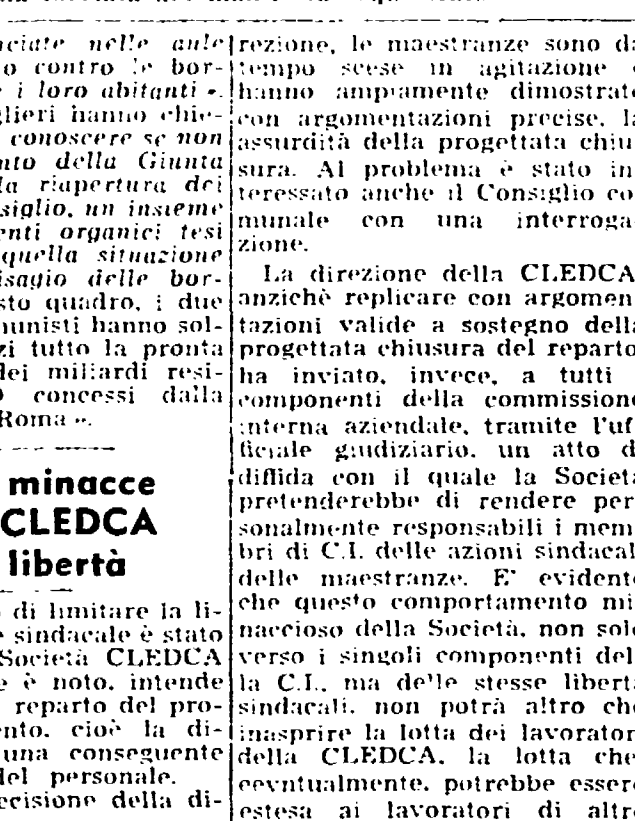 nciate nelle aule
o contro le bor-
e i loro abitanti ».
glieri hanno chie-
conoscere se non
nto della Giunta
la riapertura dei
siglio, un insieme
enti organici tesi
quella situazione
isagio delle bor-
sto quadro, i due
munisti hanno sol-
zi tutto la pronta
dei miliardi resi-
concessi dalla
Roma ».
minacce
CLEDCA
libertà
di limitare la li-
e sindacale è stato
Società CLEDCA
e è noto, intende
reparto del pro-
ento, cioè la di-
una conseguente
del personale.
ecisione della di-
rezione, le maestranze sono da
tempo scese in agitazione e
hanno ampiamente dimostrato
con argomentazioni precise, la
assurdità della progettata chiu-
sura. Al problema è stato in-
teressato anche il Consiglio co-
munale con una interroga-
zione.
La direzione della CLEDCA,
anzichè replicare con argomen-
tazioni valide a sostegno della
progettata chiusura del reparto,
ha inviato, invece, a tutti i
componenti della commissione
interna aziendale, tramite l'uf-
ficiale giudiziario, un atto di
diffida con il quale la Società
pretenderebbe di rendere per-
sonalmente responsabili i mem-
bri di C.I. delle azioni sindacali
delle maestranze. E' evidente
che questo comportamento mi-
naccioso della Società, non solo
verso i singoli componenti del-
la C.I., ma delle stesse libertà
sindacali, non potrà altro che
inasprire la lotta dei lavoratori
della CLEDCA, la lotta che,
eevntualmente, potrebbe essere
estesa ai lavoratori di altre